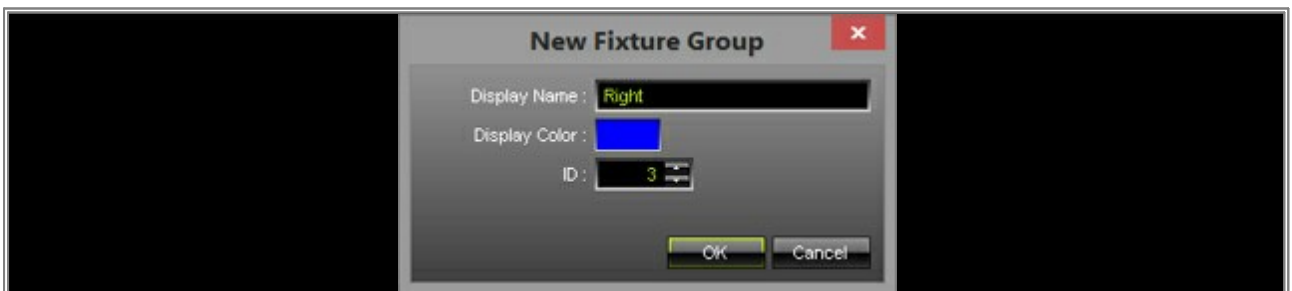 New Fixture Group
Display Name : Right
Display Color :
ID : 3
OK Cancel